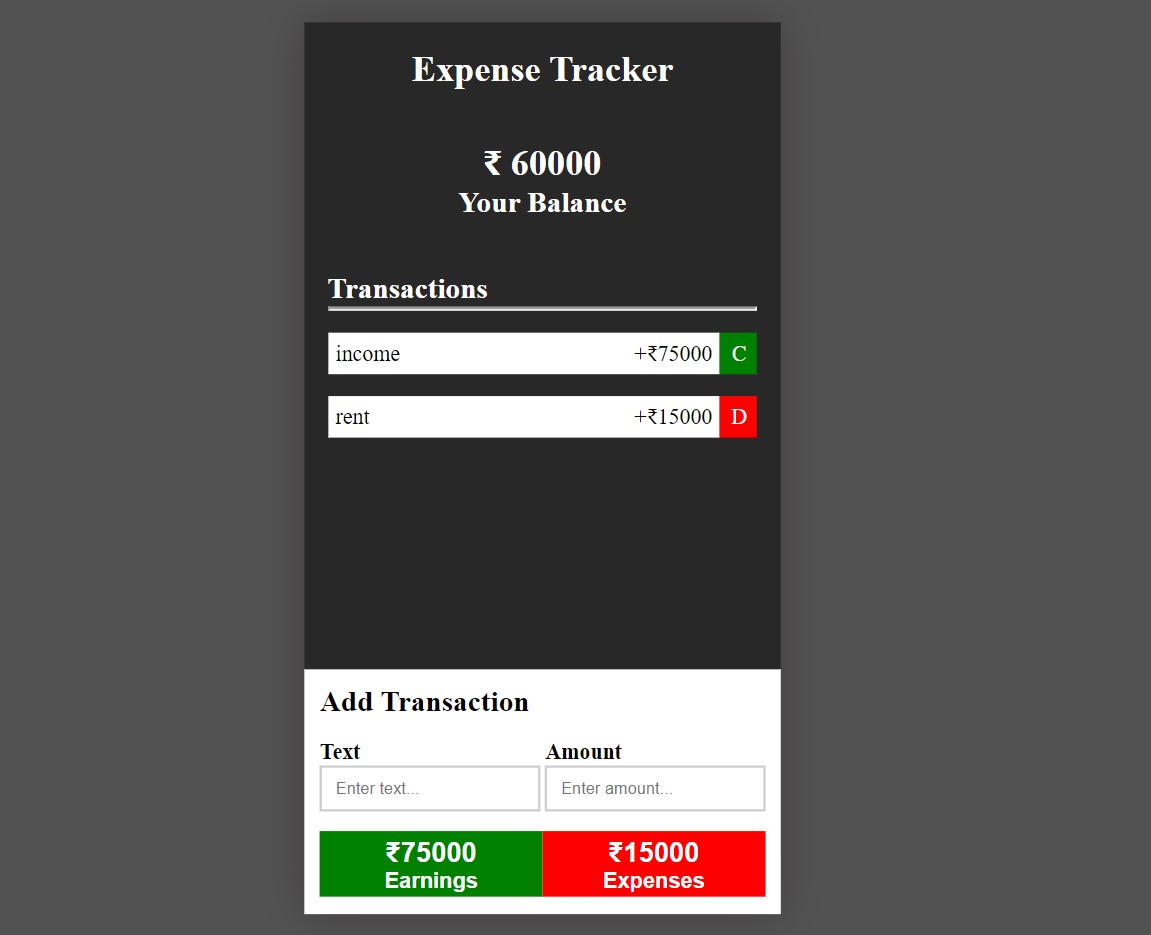 Expense Tracker
₹ 60000
Your Balance
Transactions
income +₹75000 C
rent +₹15000 D
Add Transaction
Text Amount
Enter text... Enter amount...
₹75000 ₹15000
Earnings Expenses